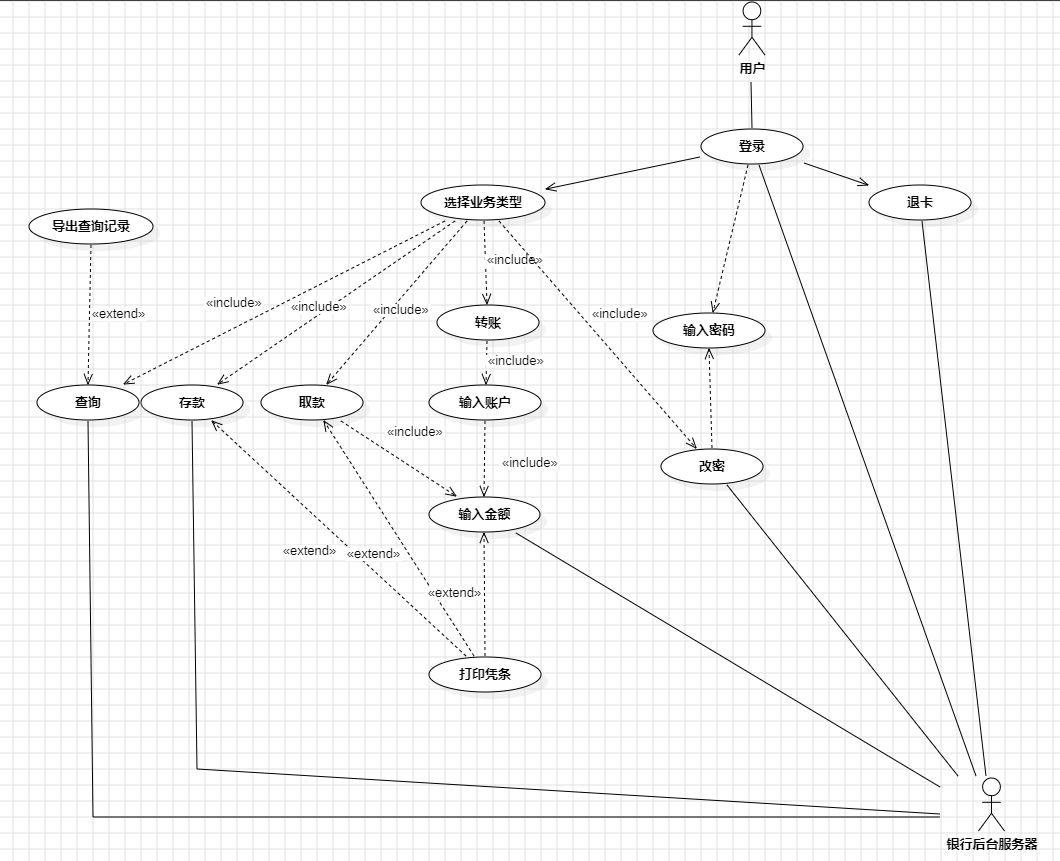 用户
登录
选择业务类型
退卡
导出查询记录
«include»
«include»
«include»
«include»
«include»
«extend»
转账
输入密码
«include»
查询
存款
取款
输入账户
«include»
«include»
改密
输入金额
«extend»
«extend»
«extend»
打印凭条
银行后台服务器